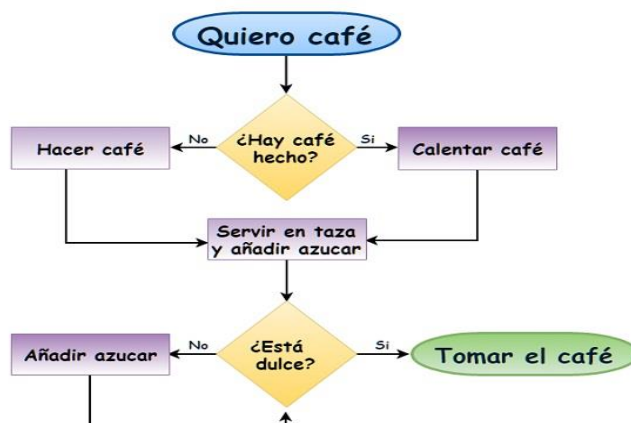 Quiero café
¿Hay café
hecho?
No
Si
Hacer café
Calentar café
Servir en taza
y añadir azucar
¿Está
dulce?
No
Si
Añadir azucar
Tomar el café